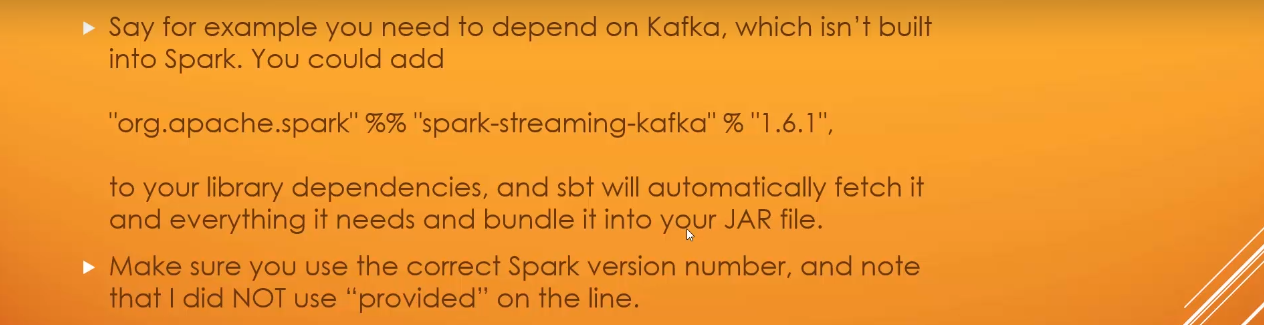 Say for example you need to depend on Kafka, which isn’t built
into Spark. You could add
"org.apache.spark" %% "spark-streaming-kafka" % "1.6.1",
to your library dependencies, and sbt will automatically fetch it
and everything it needs and bundle it into your JAR file.
Make sure you use the correct Spark version number, and note
that I did NOT use “provided” on the line.